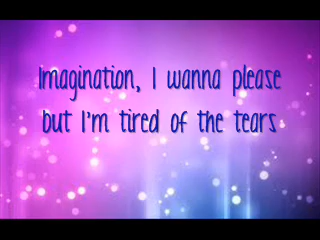 Imagination, I wanna please
but I'm tired of the tears